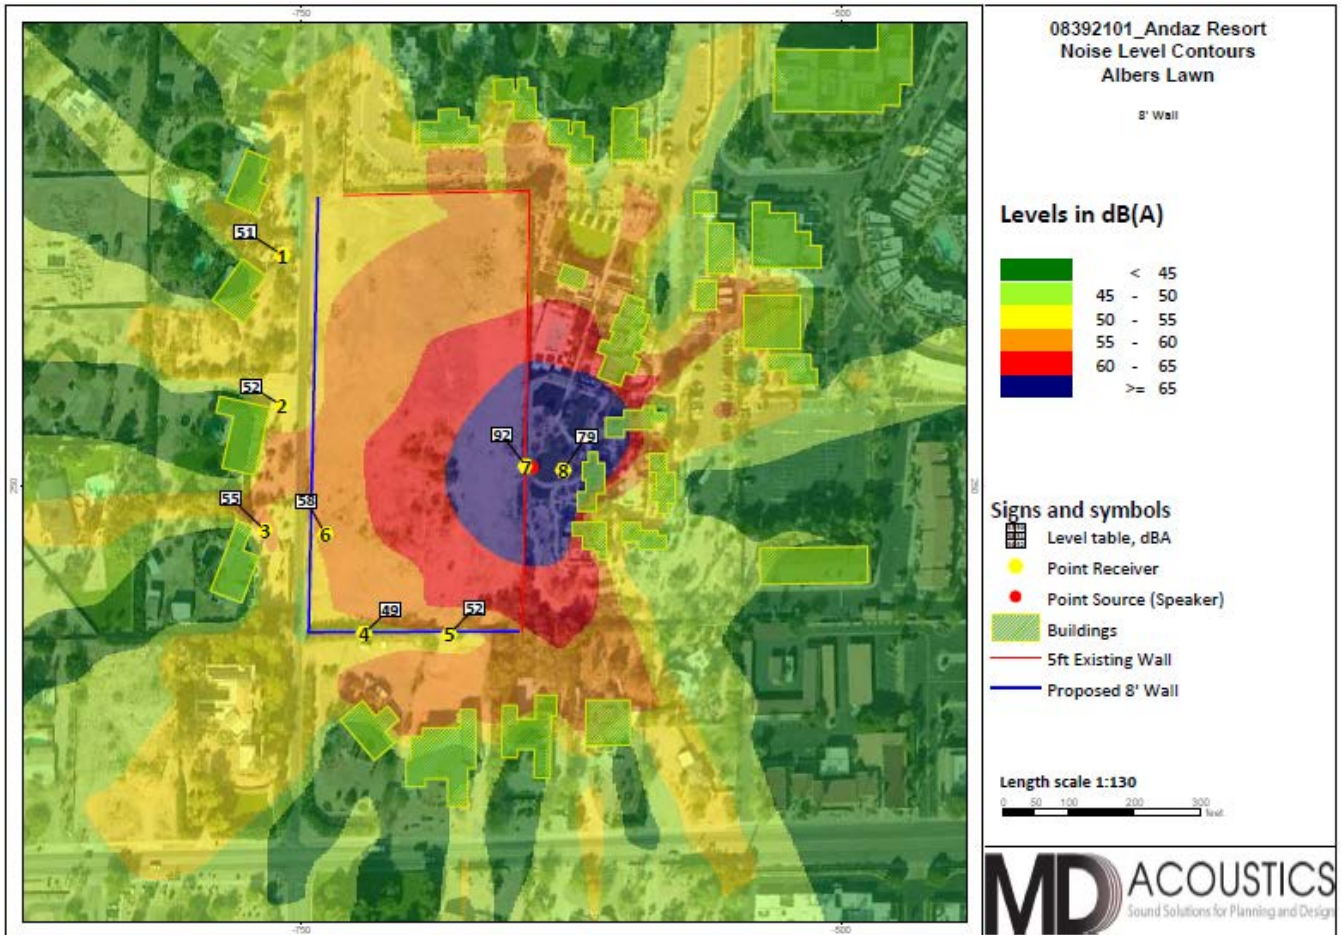 -750
-500
08392101_Andaz Resort
Noise Level Contours
Albers Lawn
8' Wall
51
1
52
2
55
3
58
6
49
4
52
5
92
7
79
8
250
250
-750
-500
Levels in dB(A)
< 45
45 - 50
50 - 55
55 - 60
60 - 65
>= 65
Signs and symbols
Level table, dBA
Point Receiver
Point Source (Speaker)
Buildings
5ft Existing Wall
Proposed 8' Wall
Length scale 1:130
0 50 100 200 300
feet
MD ACOUSTICS
Sound Solutions for Planning and Design